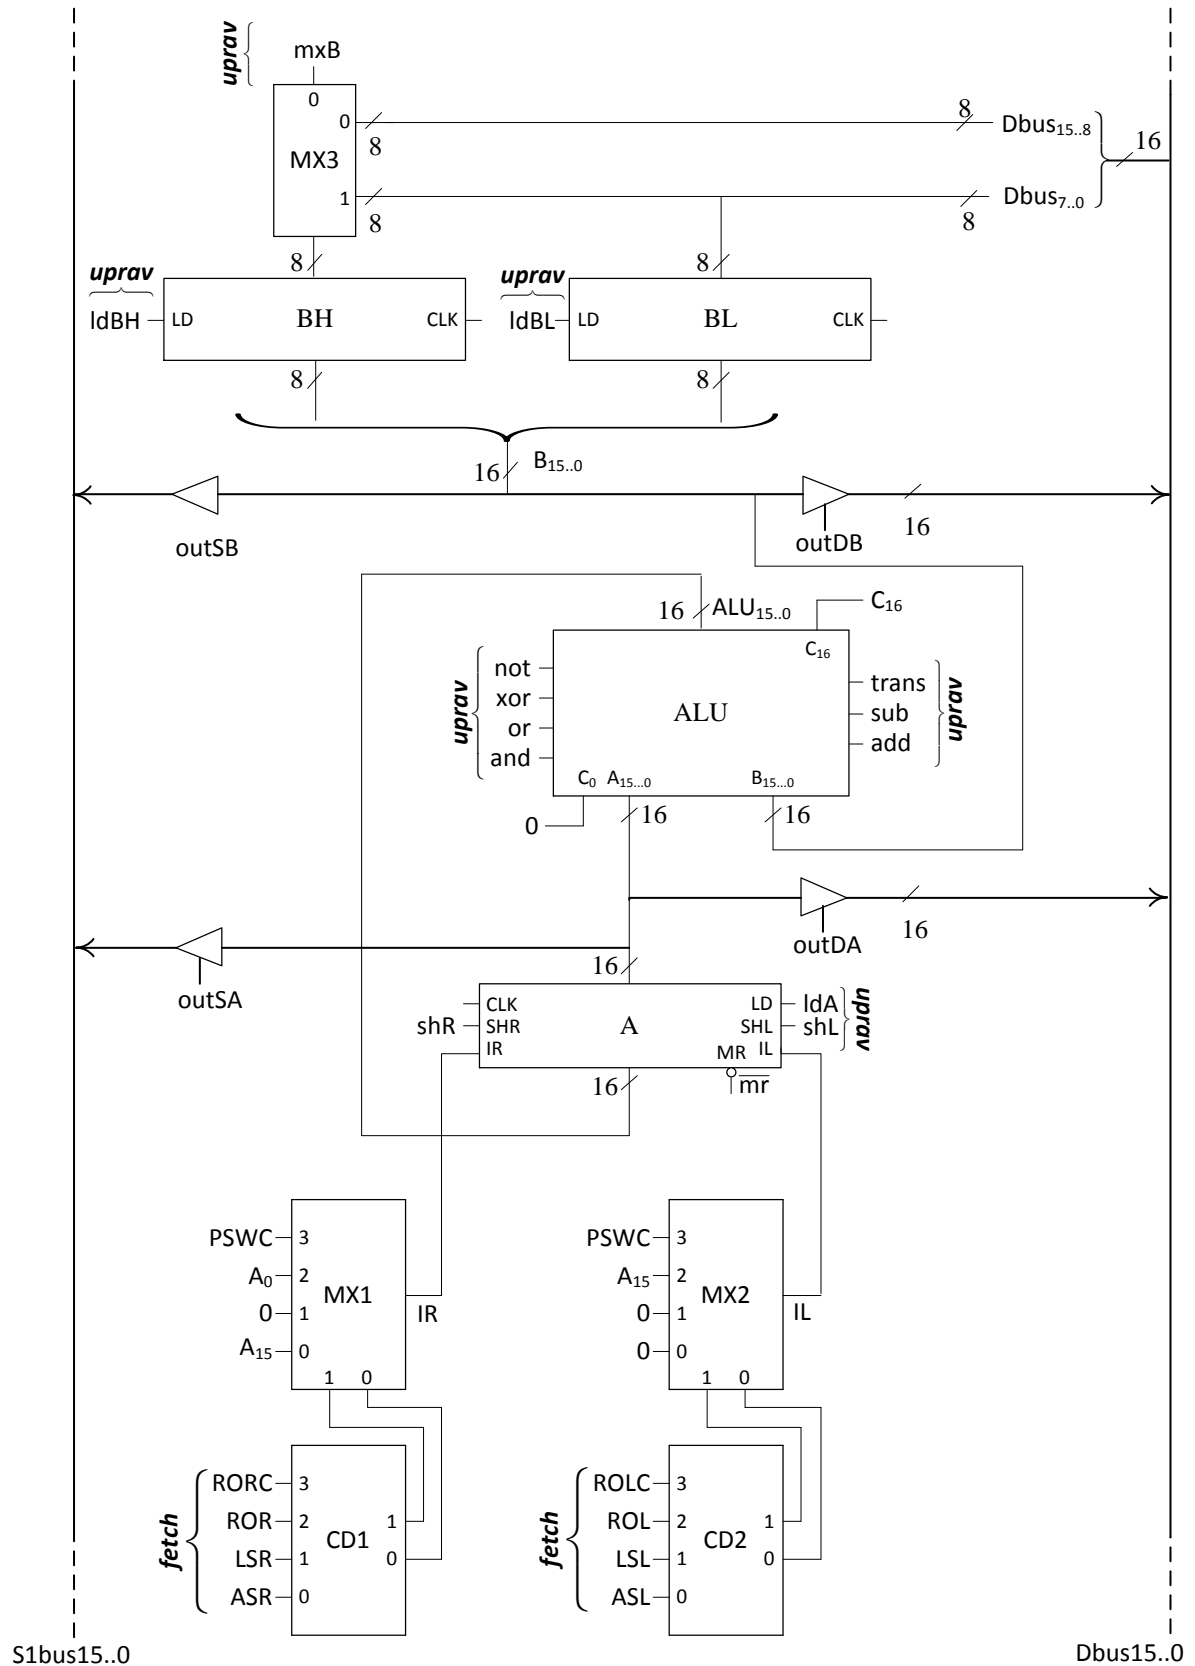 uprav
mxB
0
0
8
8
Dbus15..8
16
MX3
1
8
8
Dbus7..0
uprav
8
uprav
8
ldBH
LD
BH
CLK
ldBL
LD
BL
CLK
8
8
16
B15..0
outSB
outDB
16
16
ALU15..0
C16
C16
uprav
not
xor
or
and
ALU
trans
sub
add
uprav
C0
A15...0
B15...0
0
16
16
outDA
16
outSA
16
CLK
shR
SHR
IR
A
LD
ldA
SHL
shL
MR
IL
uprav
16
mr
PSWC
3
A0
2
0
1
A15
0
MX1
IR
1
0
PSWC
3
A15
2
0
1
0
0
MX2
IL
1
0
fetch
RORC
3
ROR
2
LSR
1
ASR
0
CD1
1
0
fetch
ROLC
3
ROL
2
LSL
1
ASL
0
CD2
1
0
S1bus15..0
Dbus15..0